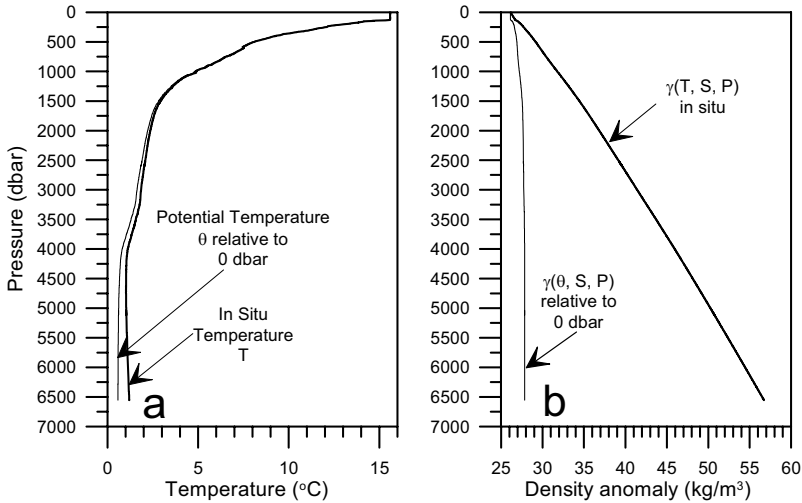 0
500
1000
1500
2000
2500
3000
3500
4000
4500
5000
5500
6000
6500
7000
Pressure (dbar)
0 5 10 15
Temperature (°C)
Potential Temperature
θ relative to
0 dbar
In Situ
Temperature
T
a
0
500
1000
1500
2000
2500
3000
3500
4000
4500
5000
5500
6000
6500
7000
25 30 35 40 45 50 55 60
Density anomaly (kg/m³)
γ(T, S, P)
in situ
γ(θ, S, P)
relative to
0 dbar
b